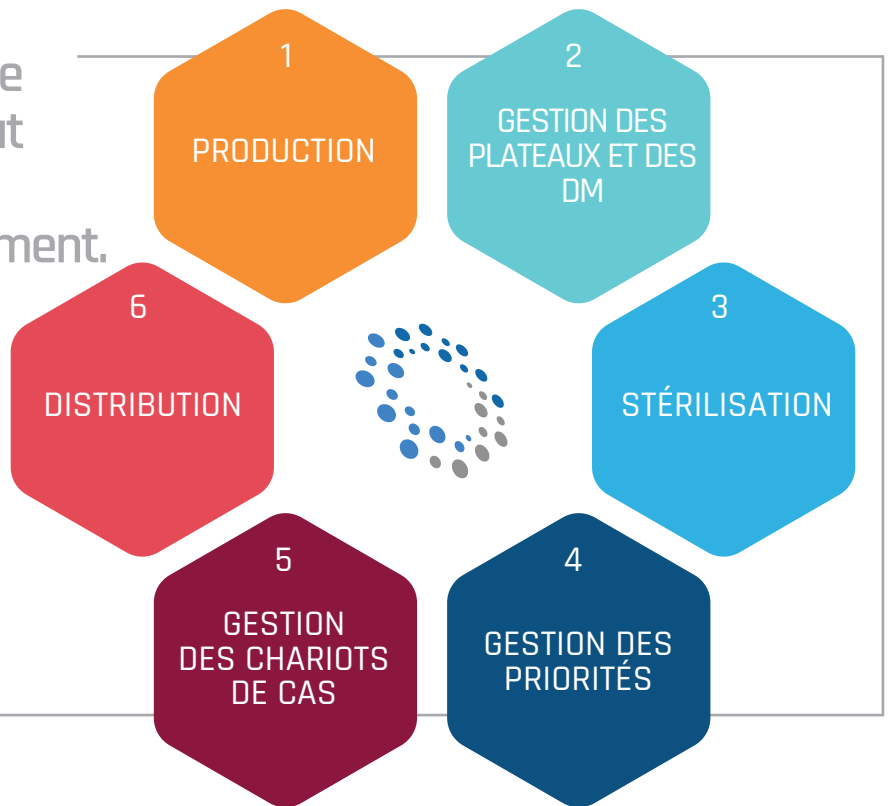 1
PRODUCTION
2
GESTION DES
PLATEAUX ET DES
DM
3
STÉRILISATION
4
GESTION DES
PRIORITÉS
5
GESTION
DES CHARIOTS
DE CAS
6
DISTRIBUTION